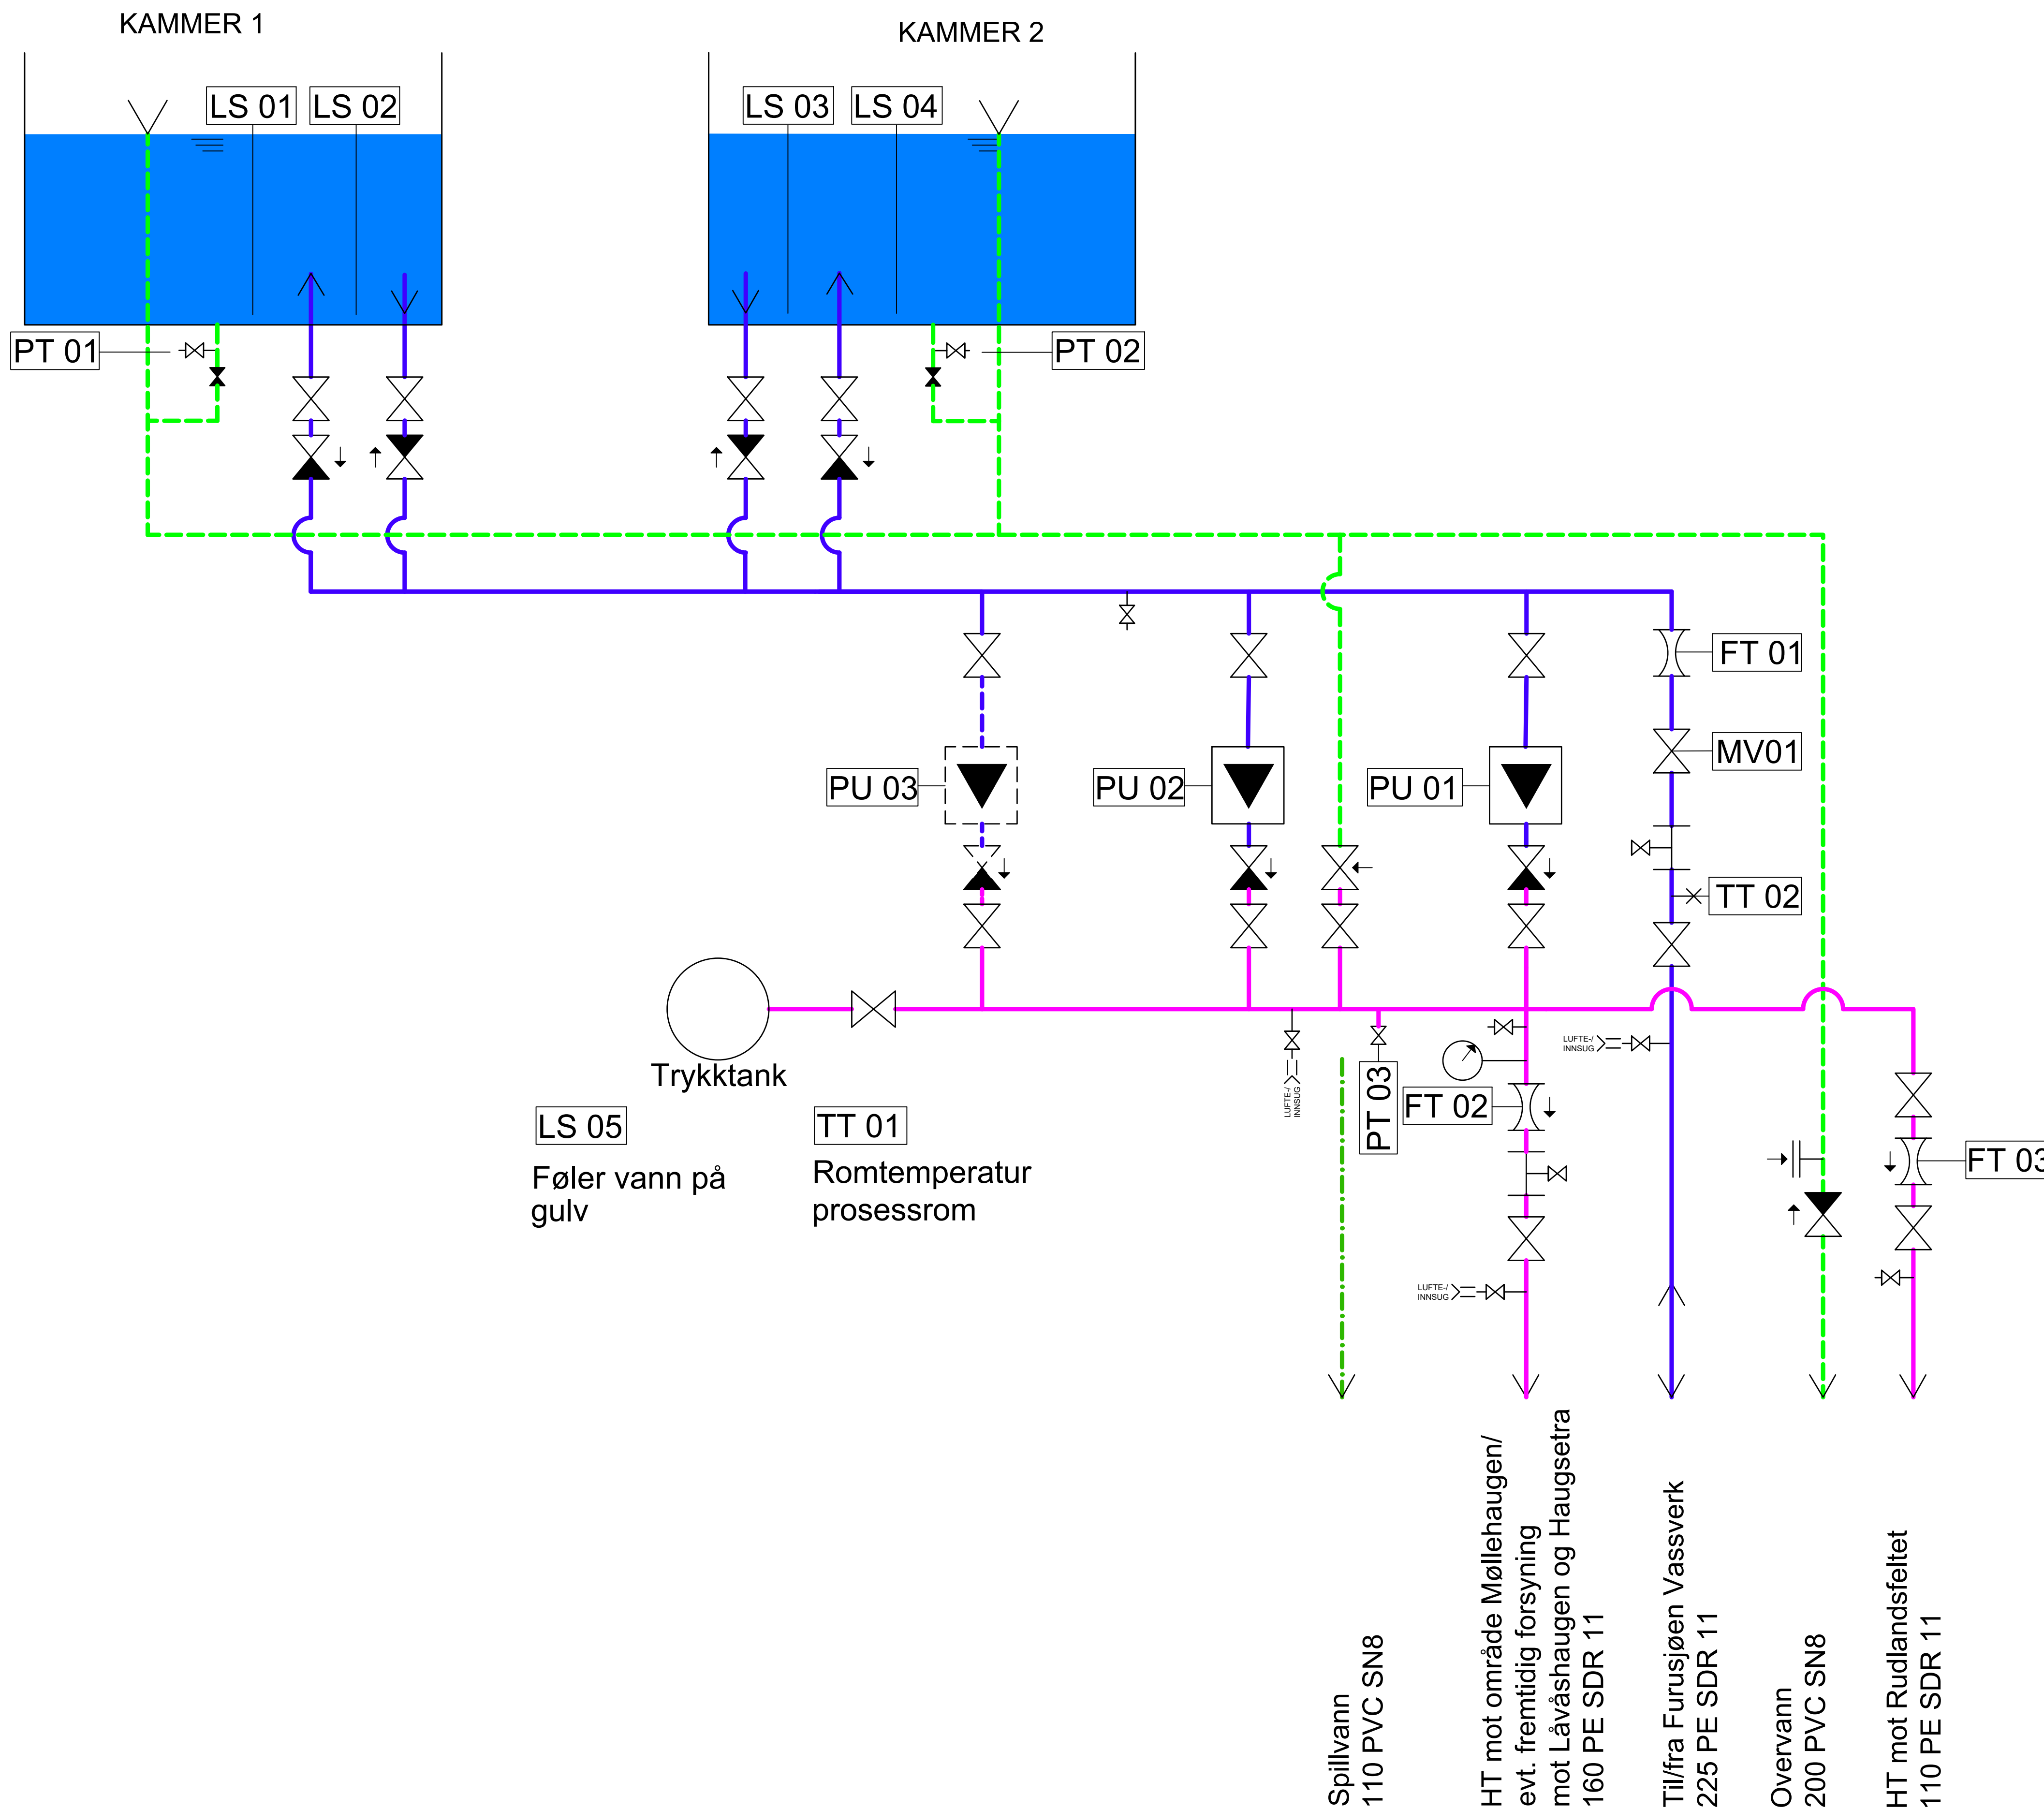 KAMMER 1
KAMMER 2
LS 01
LS 02
LS 03
LS 04
PT 01
PT 02
FT 01
MV01
PU 03
PU 02
PU 01
TT 02
Trykktank
LUFTE-/
INNSUG
LUFTE-/
INNSUG
PT 03
FT 02
LS 05
Føler vann på
gulv
TT 01
Romtemperatur
prosessrom
FT 03
LUFTE-/
INNSUG
Spillvann
110 PVC SN8
HT mot område Møllehaugen/
evt. fremtidig forsyning
mot Låvåshaugen og Haugsetra
160 PE SDR 11
Til/fra Furusjøen Vassverk
225 PE SDR 11
Overvann
200 PVC SN8
HT mot Rudlandsfeltet
110 PE SDR 11